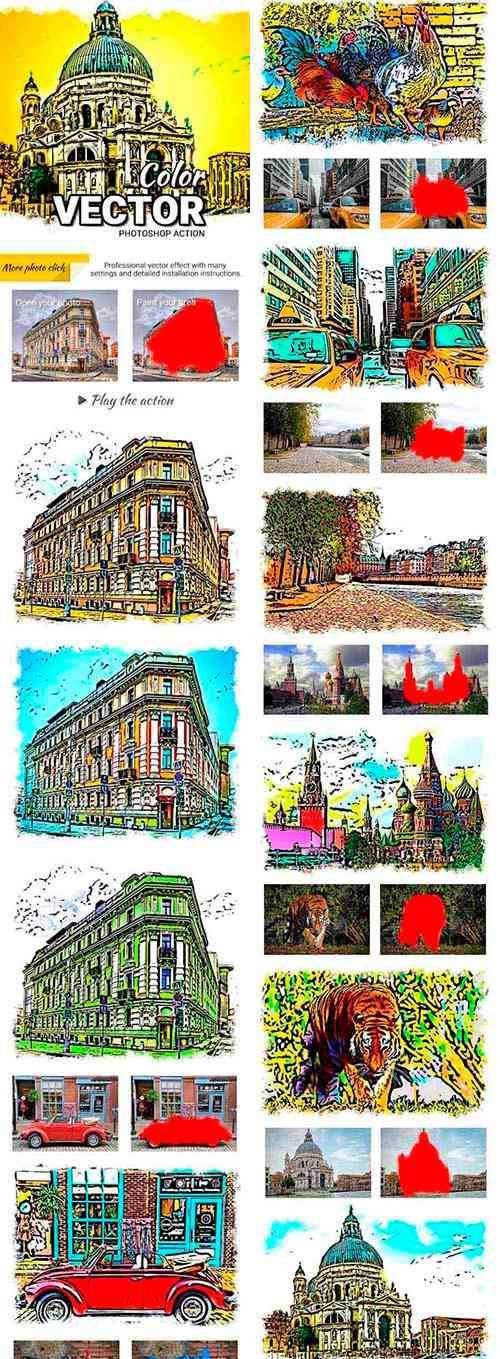 Color
VECTOR
PHOTOSHOP ACTION
More photo click
Professional vector effect with many
settings and detailed installation instructions.
Open your photo
Paint your area
Play the action